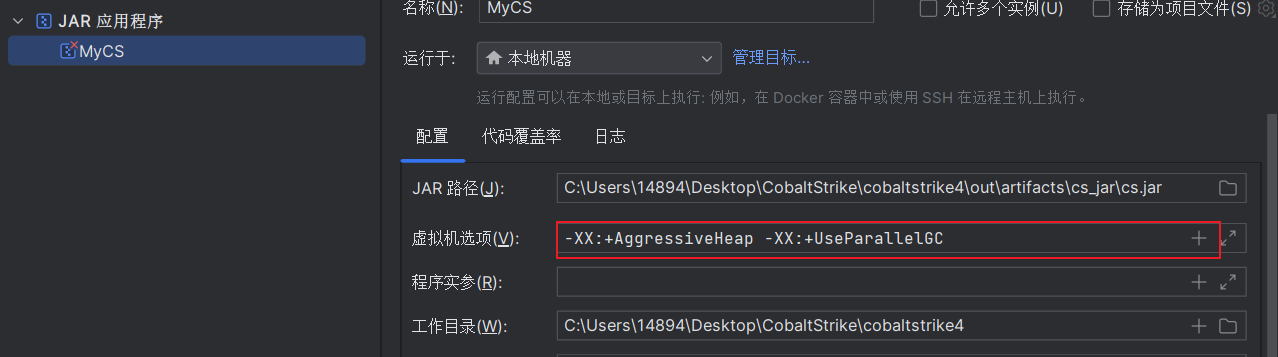 JAR 应用程序
MyCS
名称(N): MyCS 允许多个实例(U) 存储为项目文件(S)
运行于: 本地机器 管理目标...
运行配置可以在本地或目标上执行: 例如，在 Docker 容器中或使用 SSH 在远程主机上执行。
配置 代码覆盖率 日志
JAR 路径(J): C:\Users\14894\Desktop\CobaltStrike\cobaltstrike4\out\artifacts\cs_jar\cs.jar
虚拟机选项(V): -XX:+AggressiveHeap -XX:+UseParallelGC
程序实参(R):
工作目录(W): C:\Users\14894\Desktop\CobaltStrike\cobaltstrike4